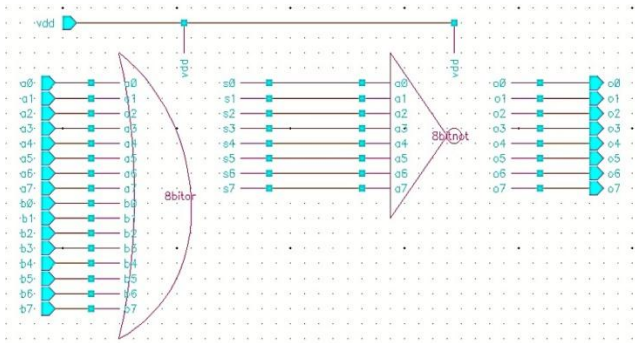 vdd
vdd
vdd
a0 a0 s0 a0 o0 o0
a1 a1 s1 a1 o1 o1
a2 a2 s2 a2 o2 o2
a3 a3 s3 a3 o3 o3
a4 a4 s4 a4 o4 o4
a5 a5 s5 a5 o5 o5
a6 a6 s6 a6 o6 o6
a7 a7 s7 a7 o7 o7
8bitnot
8bitor
b0 b0
b1 b1
b2 b2
b3 b3
b4 b4
b5 b5
b6 b6
b7 b7